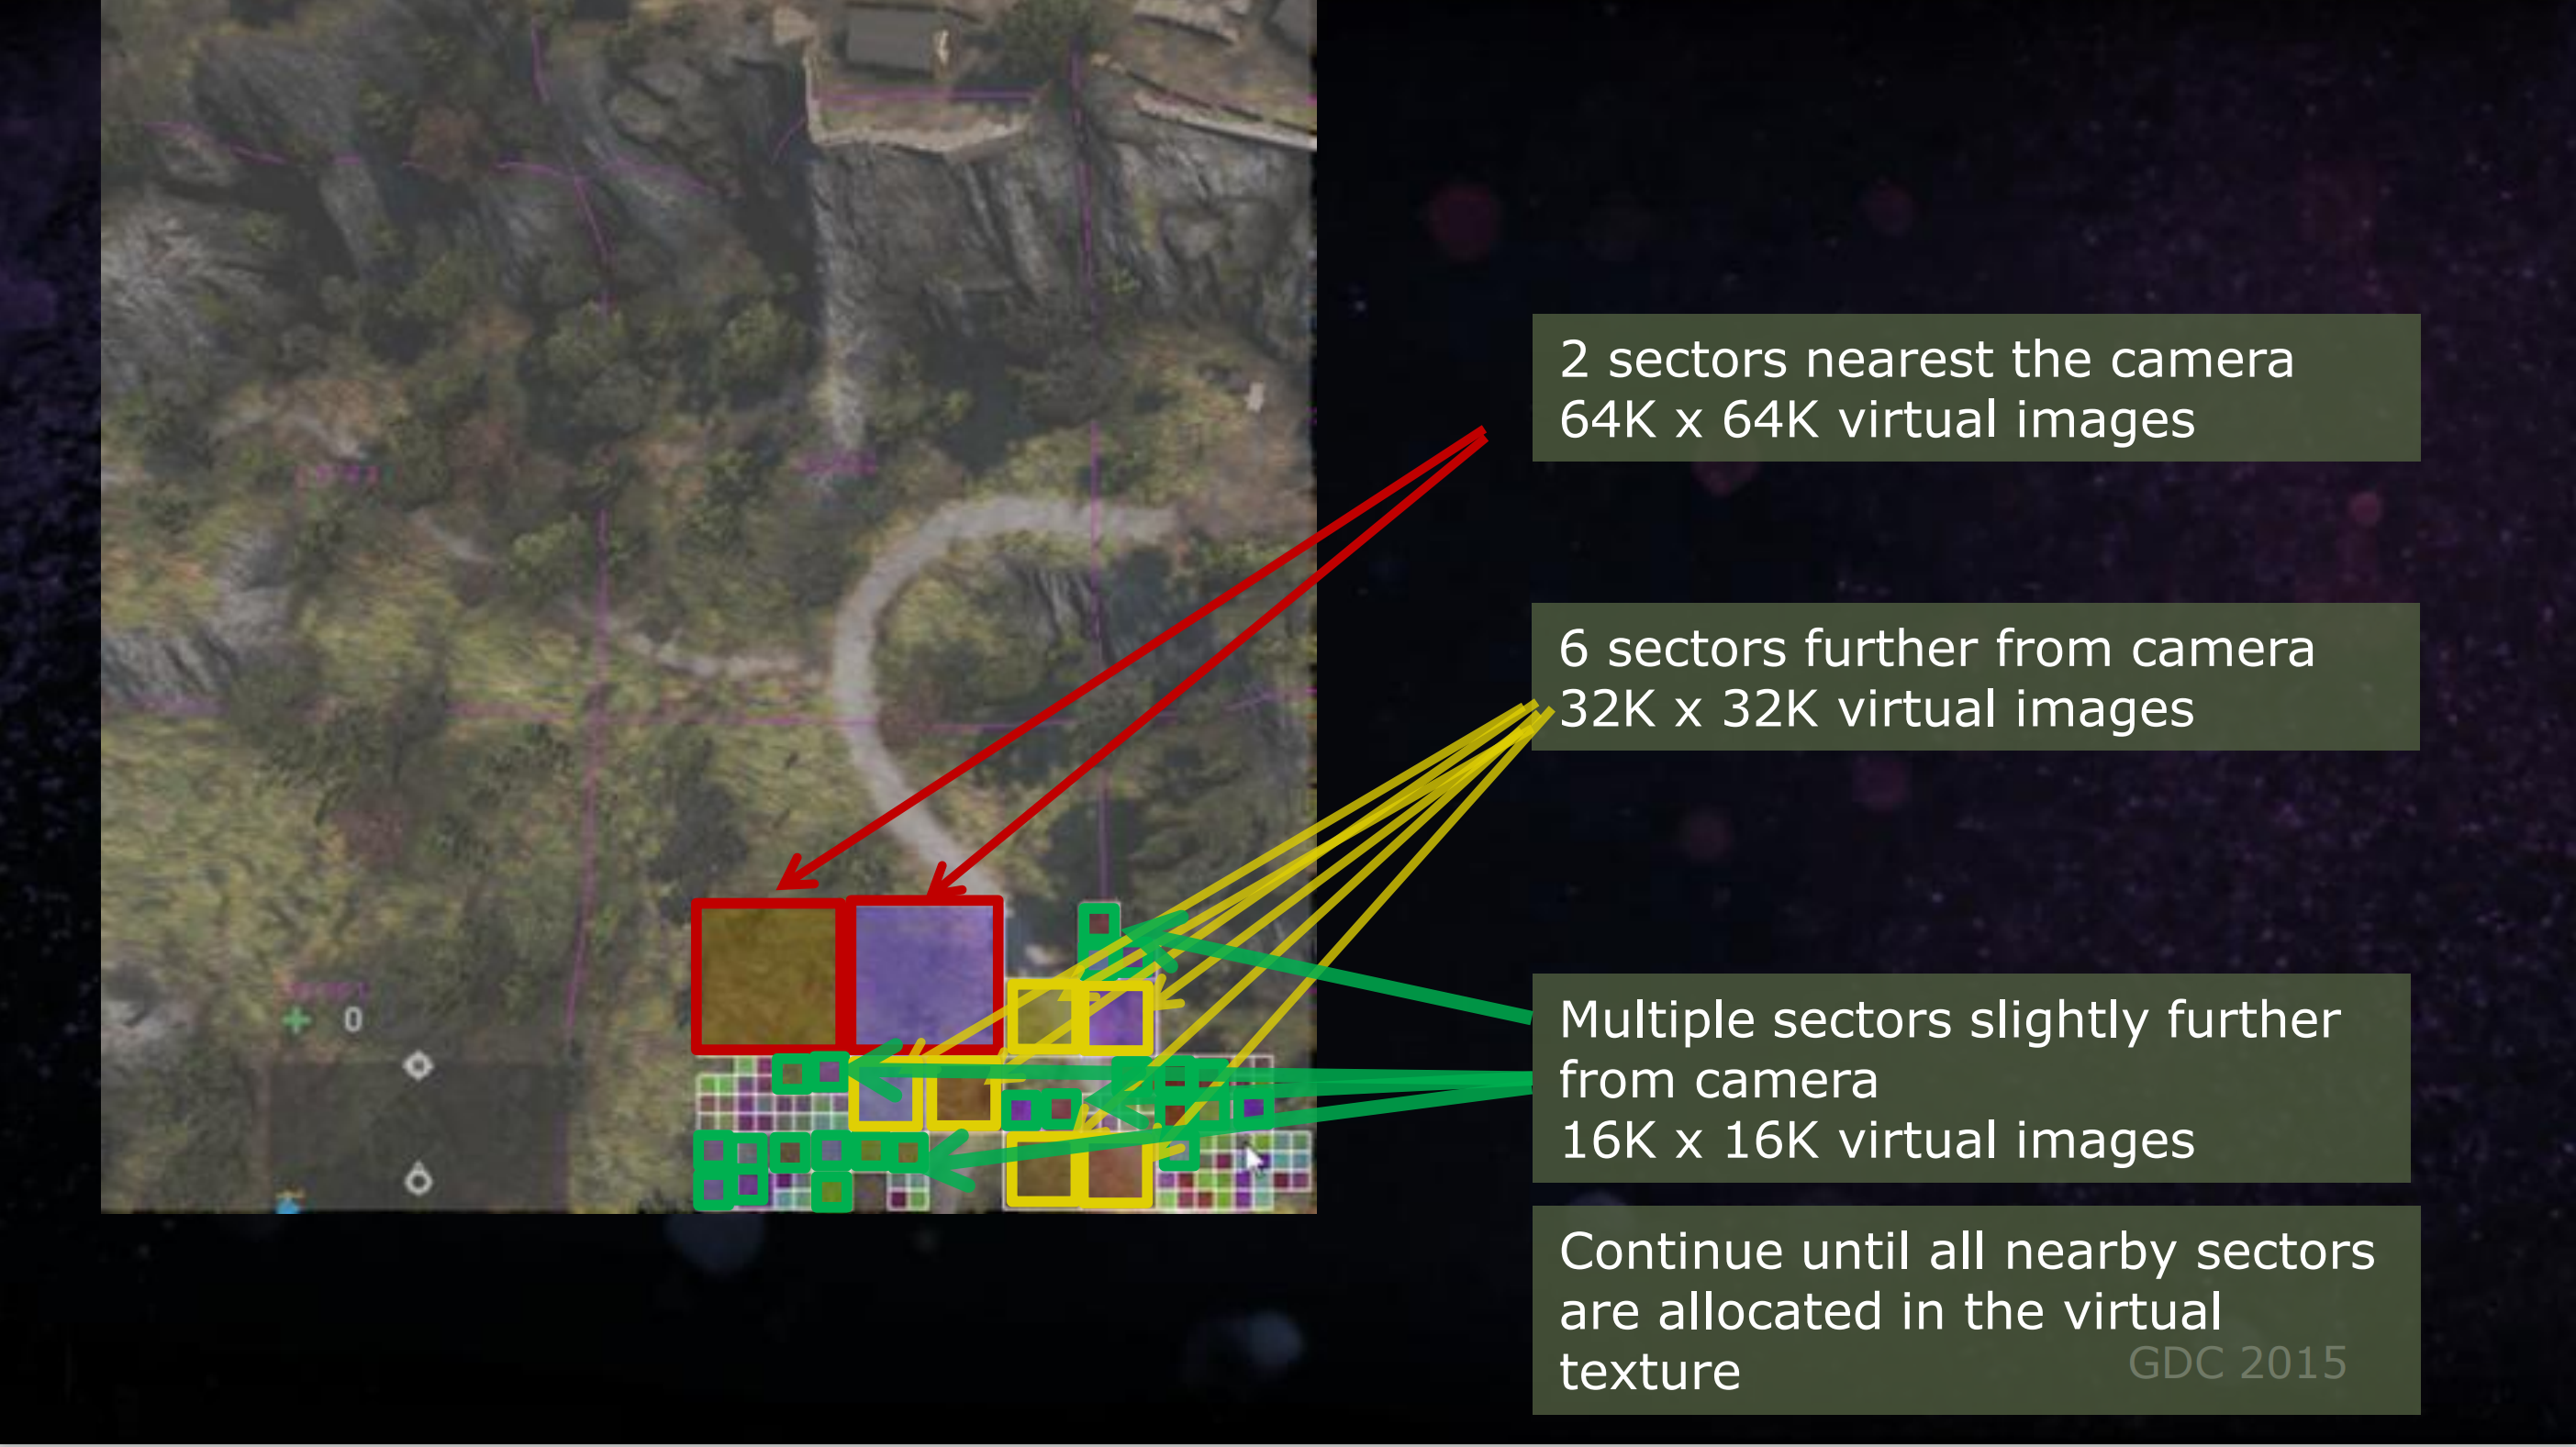 2 sectors nearest the camera
64K x 64K virtual images
6 sectors further from camera
32K x 32K virtual images
0
Multiple sectors slightly further
from camera
16K x 16K virtual images
Continue until all nearby sectors
are allocated in the virtual
texture
GDC 2015